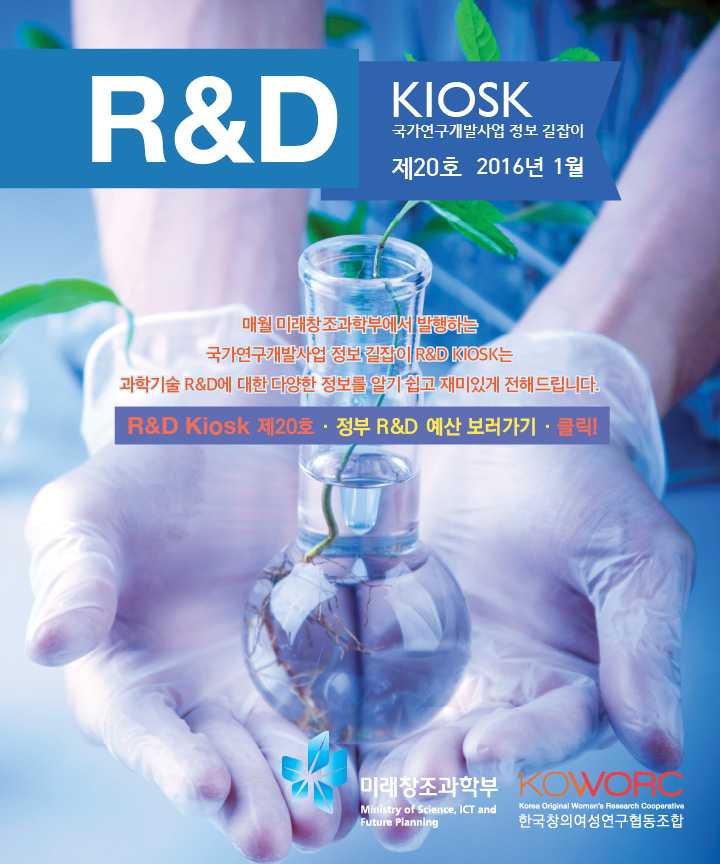 R&D
KIOSK
국가연구개발사업 정보 길잡이
제20호 2016년 1월
매월 미래창조과학부에서 발행하는
국가연구개발사업 정보 길잡이 R&D KIOSK는
과학기술 R&D에 대한 다양한 정보를 알기 쉽고 재미있게 전해드립니다.
R&D Kiosk 제20호 · 정부 R&D 예산 보러가기 · 클릭!
미래창조과학부
Ministry of Science, ICT and
Future Planning
KOWORC
Korea Original Women's Research Cooperative
한국창의여성연구협동조합